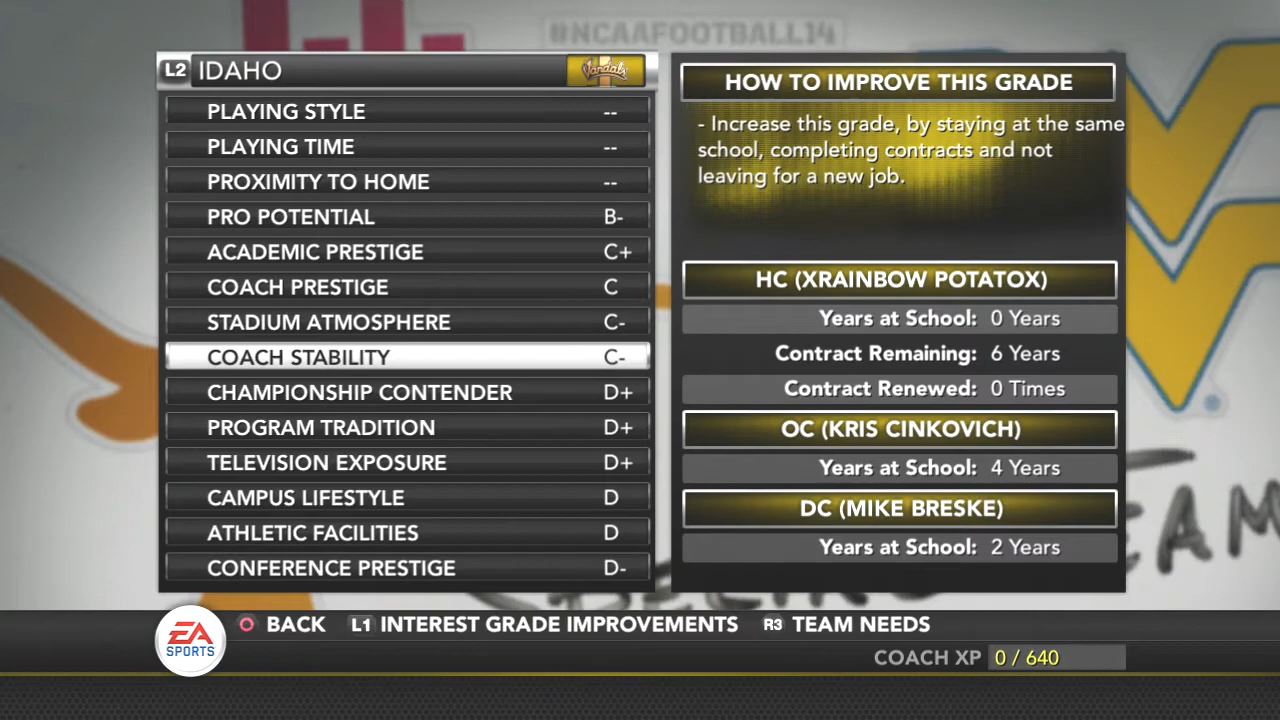 #NCAAFOOTBALL14
L2 IDAHO Vandals
PLAYING STYLE --
PLAYING TIME --
PROXIMITY TO HOME --
PRO POTENTIAL B-
ACADEMIC PRESTIGE C+
COACH PRESTIGE C
STADIUM ATMOSPHERE C-
COACH STABILITY C-
CHAMPIONSHIP CONTENDER D+
PROGRAM TRADITION D+
TELEVISION EXPOSURE D+
CAMPUS LIFESTYLE D
ATHLETIC FACILITIES D
CONFERENCE PRESTIGE D-
HOW TO IMPROVE THIS GRADE
- Increase this grade, by staying at the same
school, completing contracts and not
leaving for a new job.
HC (XRAINBOW POTATOX)
Years at School: 0 Years
Contract Remaining: 6 Years
Contract Renewed: 0 Times
OC (KRIS CINKOVICH)
Years at School: 4 Years
DC (MIKE BRESKE)
Years at School: 2 Years
EA
SPORTS
BACK L1 INTEREST GRADE IMPROVEMENTS R3 TEAM NEEDS
COACH XP 0 / 640